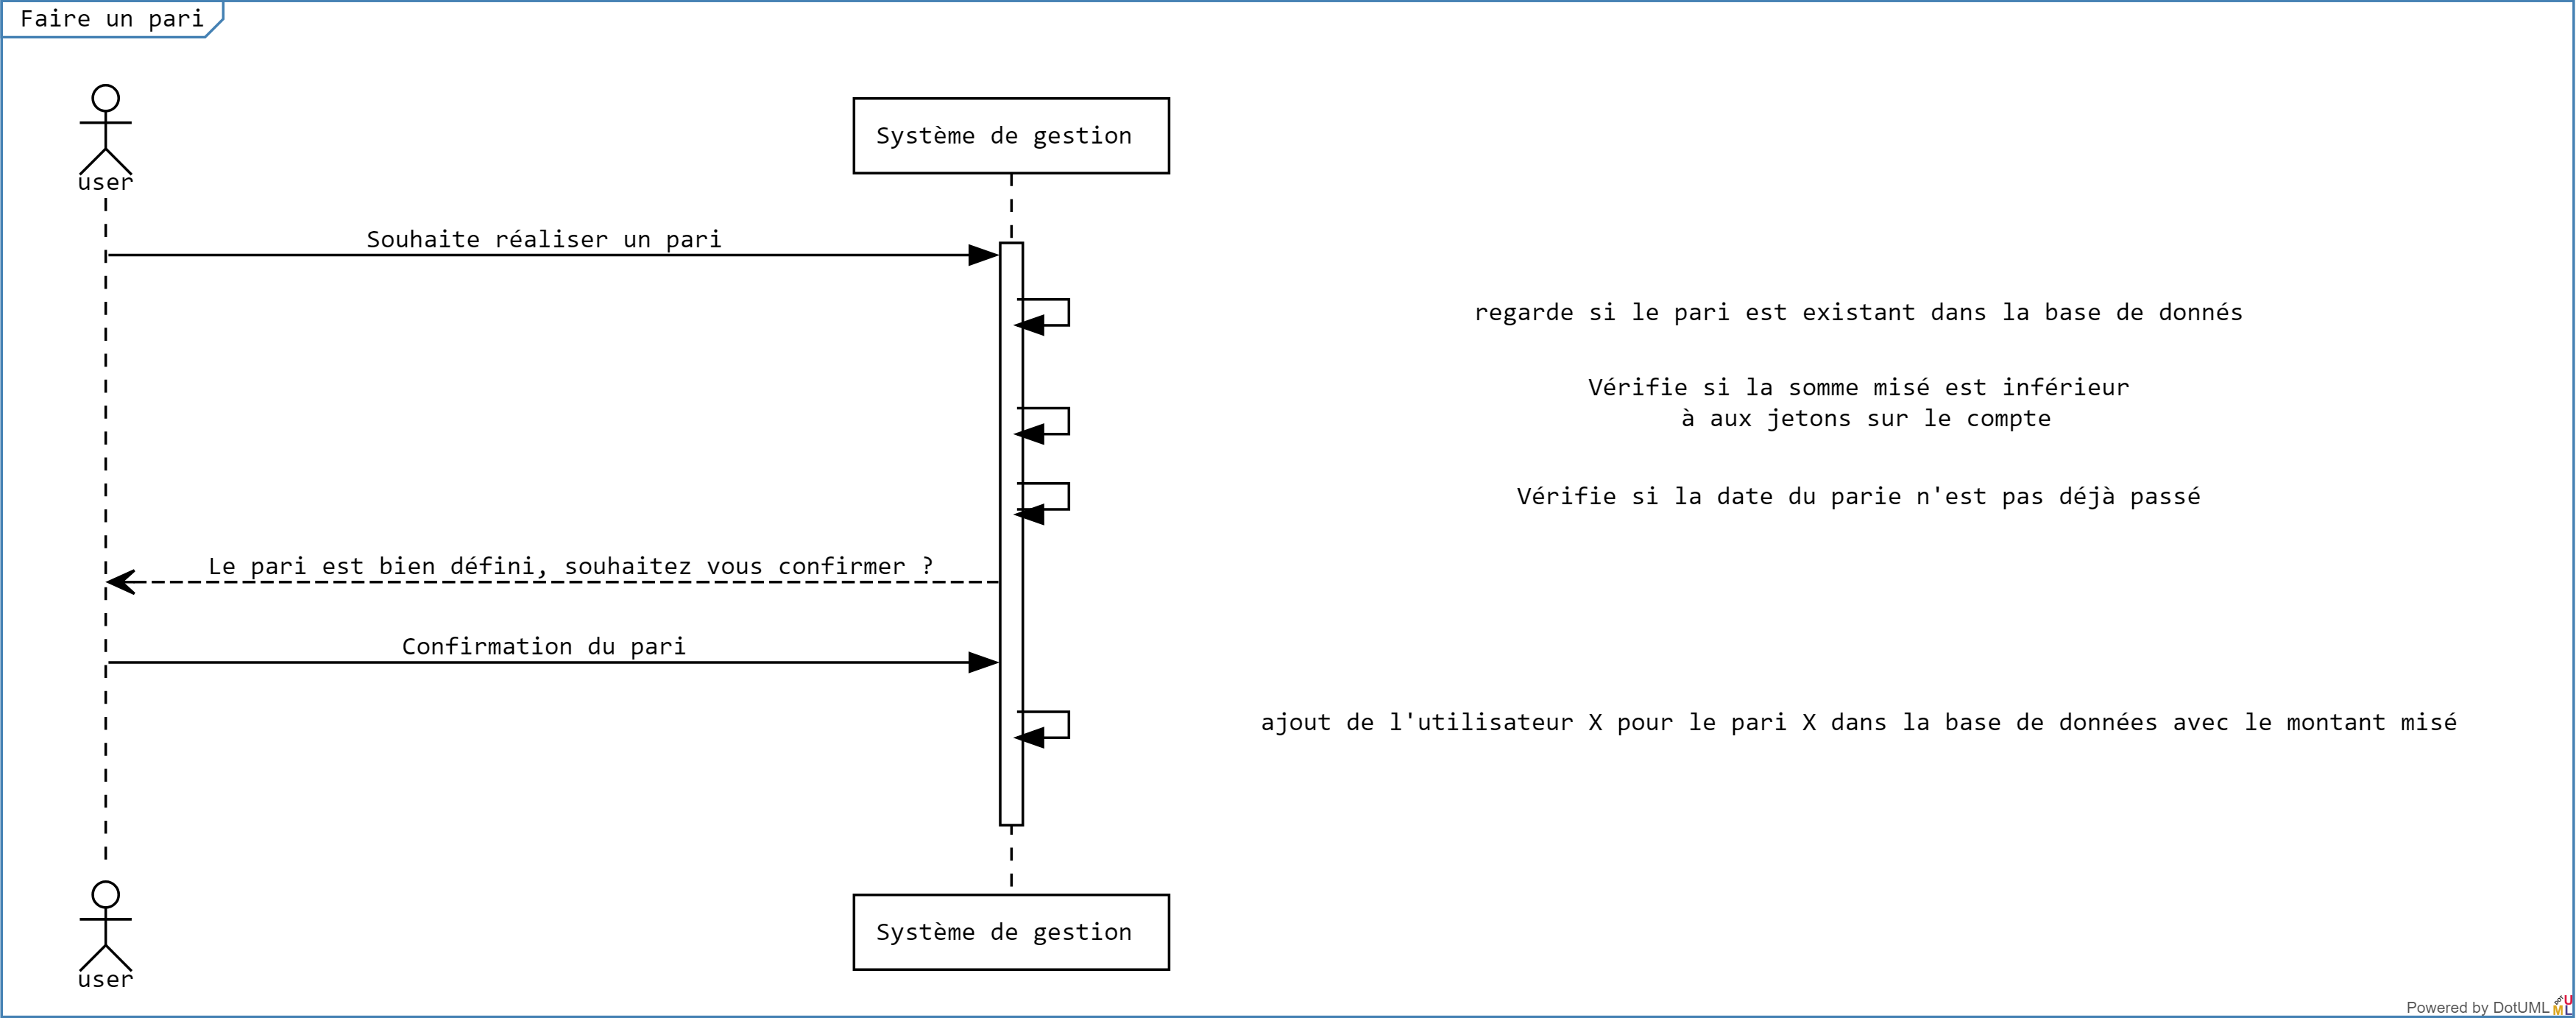 Faire un pari
user
Système de gestion
Souhaite réaliser un pari
regarde si le pari est existant dans la base de donnés
Vérifie si la somme misé est inférieur
à aux jetons sur le compte
Vérifie si la date du parie n'est pas déjà passé
Le pari est bien défini, souhaitez vous confirmer ?
Confirmation du pari
ajout de l'utilisateur X pour le pari X dans la base de données avec le montant misé
Système de gestion
user
Powered by DotUML
DotUML